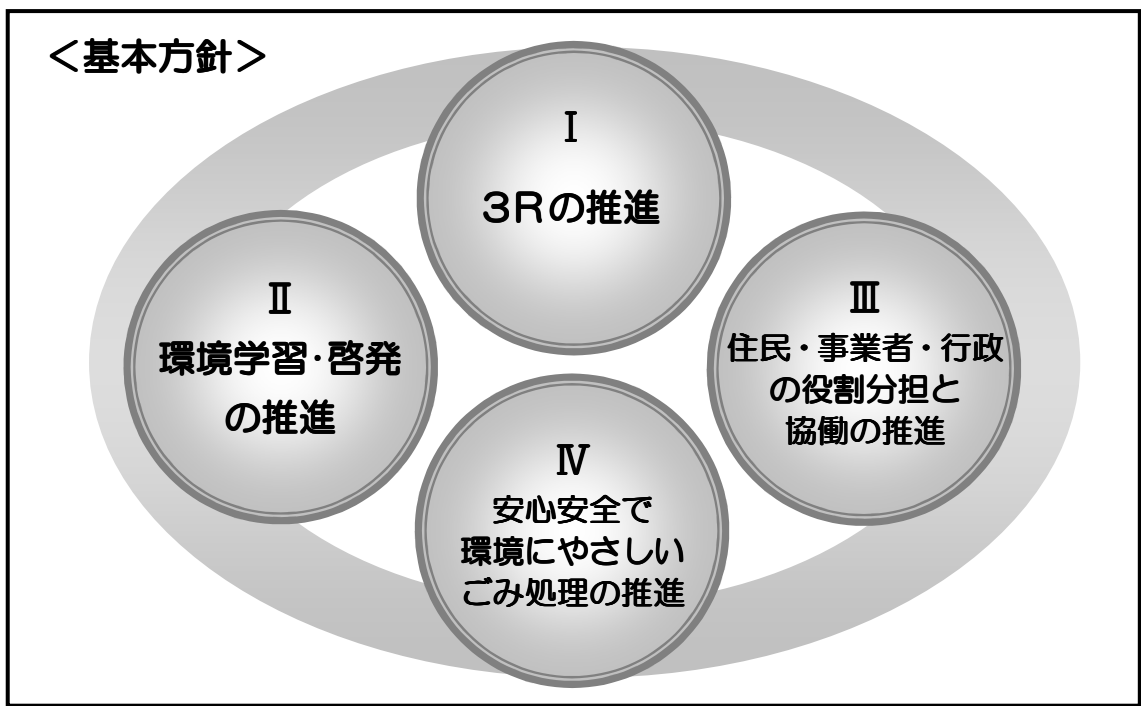 ＜基本方針＞
Ⅰ
３Ｒの推進
Ⅱ
環境学習・啓発
の推進
Ⅲ
住民・事業者・行政
の役割分担と
協働の推進
Ⅳ
安心安全で
環境にやさしい
ごみ処理の推進